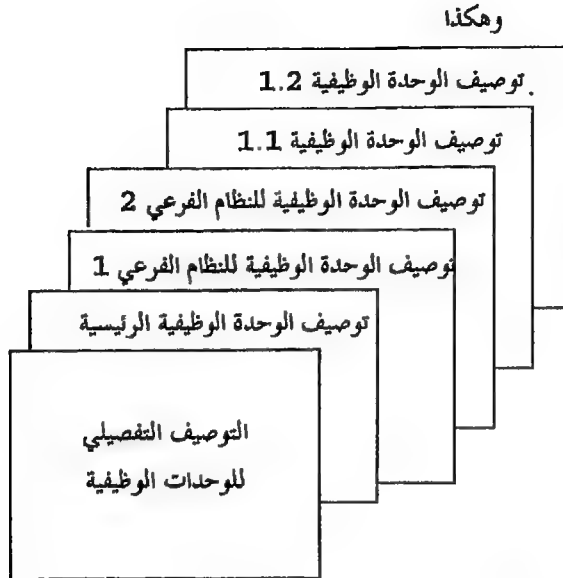 وهكذا
توصيف الوحدة الوظيفية 1.2
توصيف الوحدة الوظيفية 1.1
توصيف الوحدة الوظيفية للنظام الفرعي 2
توصيف الوحدة الوظيفية للنظام الفرعي 1
توصيف الوحدة الوظيفية الرئيسية
التوصيف التفصيلي
للوحدات الوظيفية